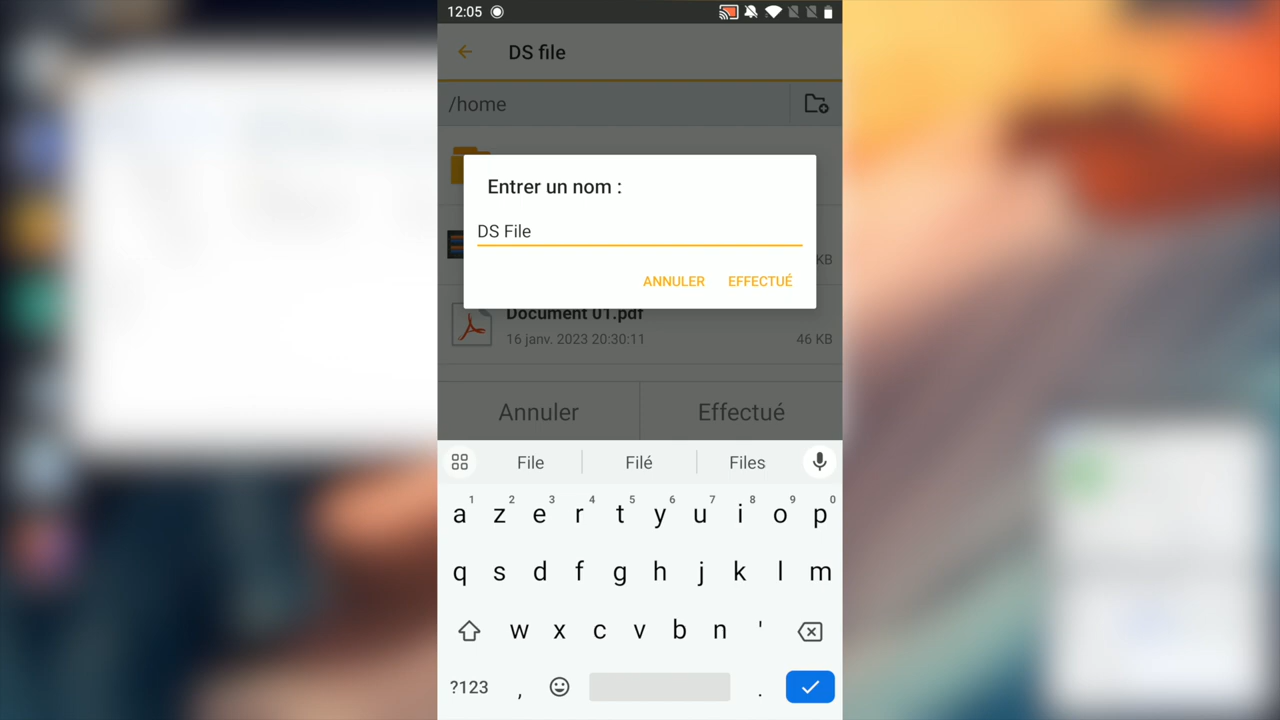 12:05
DS file
/home
Entrer un nom :
DS File
ANNULER EFFECTUÉ
KB
Document 01.pdf
16 janv. 2023 20:30:11 46 KB
Annuler Effectué
File Filé Files
1 2 3 4 5 6 7 8 9 0
a z e r t y u i o p
q s d f g h j k l m
w x c v b n '
?123 , .